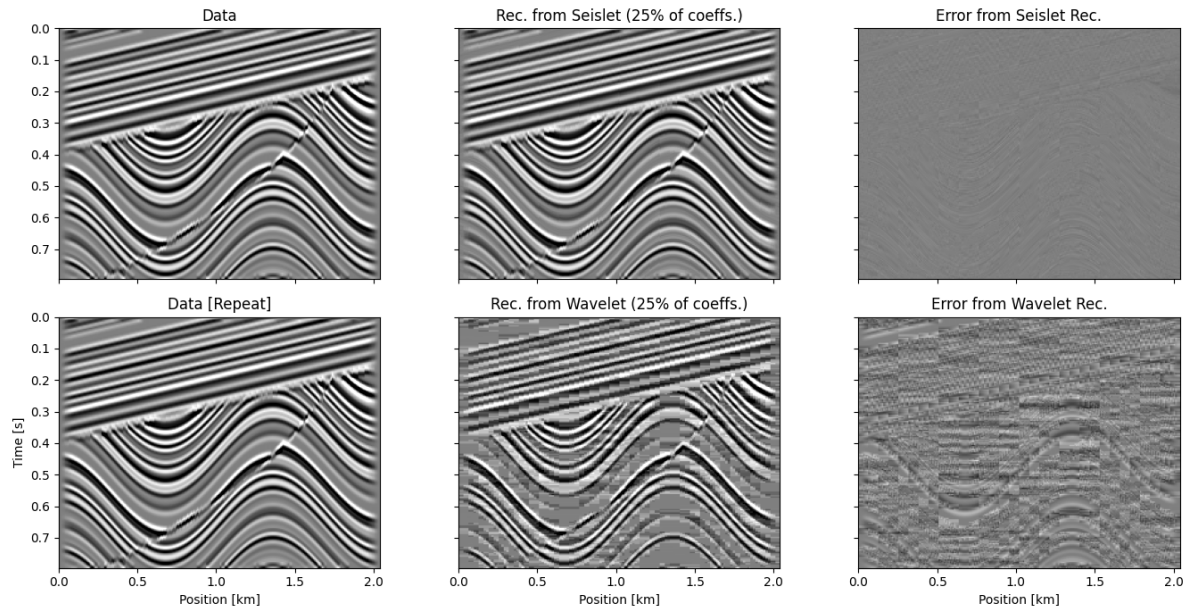 Data
Rec. from Seislet (25% of coeffs.)
Error from Seislet Rec.
0.0
0.1
0.2
0.3
0.4
0.5
0.6
0.7
Data [Repeat]
Rec. from Wavelet (25% of coeffs.)
Error from Wavelet Rec.
0.0
0.1
0.2
0.3
0.4
0.5
0.6
0.7
Time [s]
0.0 0.5 1.0 1.5 2.0
0.0 0.5 1.0 1.5 2.0
0.0 0.5 1.0 1.5 2.0
Position [km]
Position [km]
Position [km]